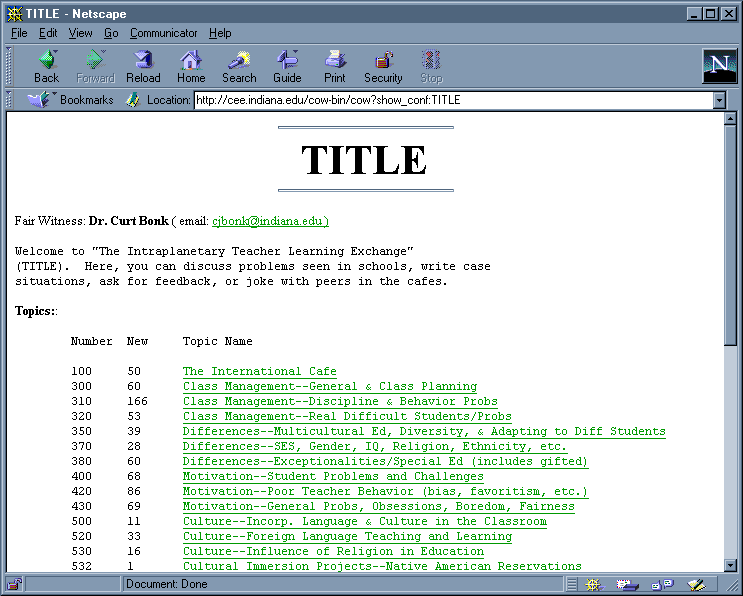 TITLE - Netscape
File Edit View Go Communicator Help
Back Forward Reload Home Search Guide Print Security Stop
N
Bookmarks Location: http://cee.indiana.edu/cow-bin/cow?show_conf:TITLE
TITLE
Fair Witness: Dr. Curt Bonk ( email: cjbonk@indiana.edu )
Welcome to "The Intraplanetary Teacher Learning Exchange"
(TITLE).  Here, you can discuss problems seen in schools, write case
situations, ask for feedback, or joke with peers in the cafes.
Topics::
Number New Topic Name
100 50 The International Cafe
300 60 Class Management--General & Class Planning
310 166 Class Management--Discipline & Behavior Probs
320 53 Class Management--Real Difficult Students/Probs
350 39 Differences--Multicultural Ed, Diversity, & Adapting to Diff Students
370 28 Differences--SES, Gender, IQ, Religion, Ethnicity, etc.
380 60 Differences--Exceptionalities/Special Ed (includes gifted)
400 68 Motivation--Student Problems and Challenges
420 86 Motivation--Poor Teacher Behavior (bias, favoritism, etc.)
430 69 Motivation--General Probs, Obsessions, Boredom, Fairness
500 11 Culture--Incorp. Language & Culture in the Classroom
520 33 Culture--Foreign Language Teaching and Learning
530 16 Culture--Influence of Religion in Education
532 1 Cultural Immersion Projects--Native American Reservations
Document: Done